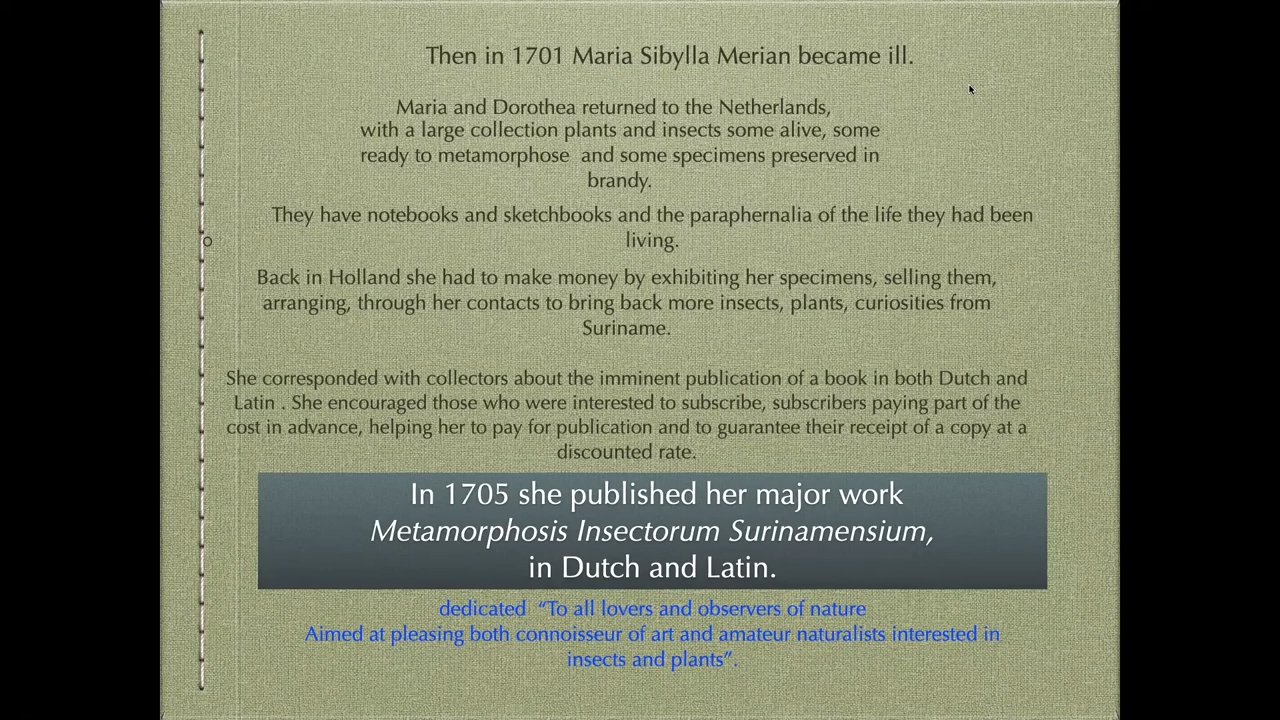 Then in 1701 Maria Sibylla Merian became ill.
Maria and Dorothea returned to the Netherlands,
with a large collection plants and insects some alive, some
ready to metamorphose and some specimens preserved in
brandy.
They have notebooks and sketchbooks and the paraphernalia of the life they had been
living.
Back in Holland she had to make money by exhibiting her specimens, selling them,
arranging, through her contacts to bring back more insects, plants, curiosities from
Suriname.
She corresponded with collectors about the imminent publication of a book in both Dutch and
Latin . She encouraged those who were interested to subscribe, subscribers paying part of the
cost in advance, helping her to pay for publication and to guarantee their receipt of a copy at a
discounted rate.
In 1705 she published her major work
Metamorphosis Insectorum Surinamensium,
in Dutch and Latin.
dedicated “To all lovers and observers of nature
Aimed at pleasing both connoisseur of art and amateur naturalists interested in
insects and plants”.